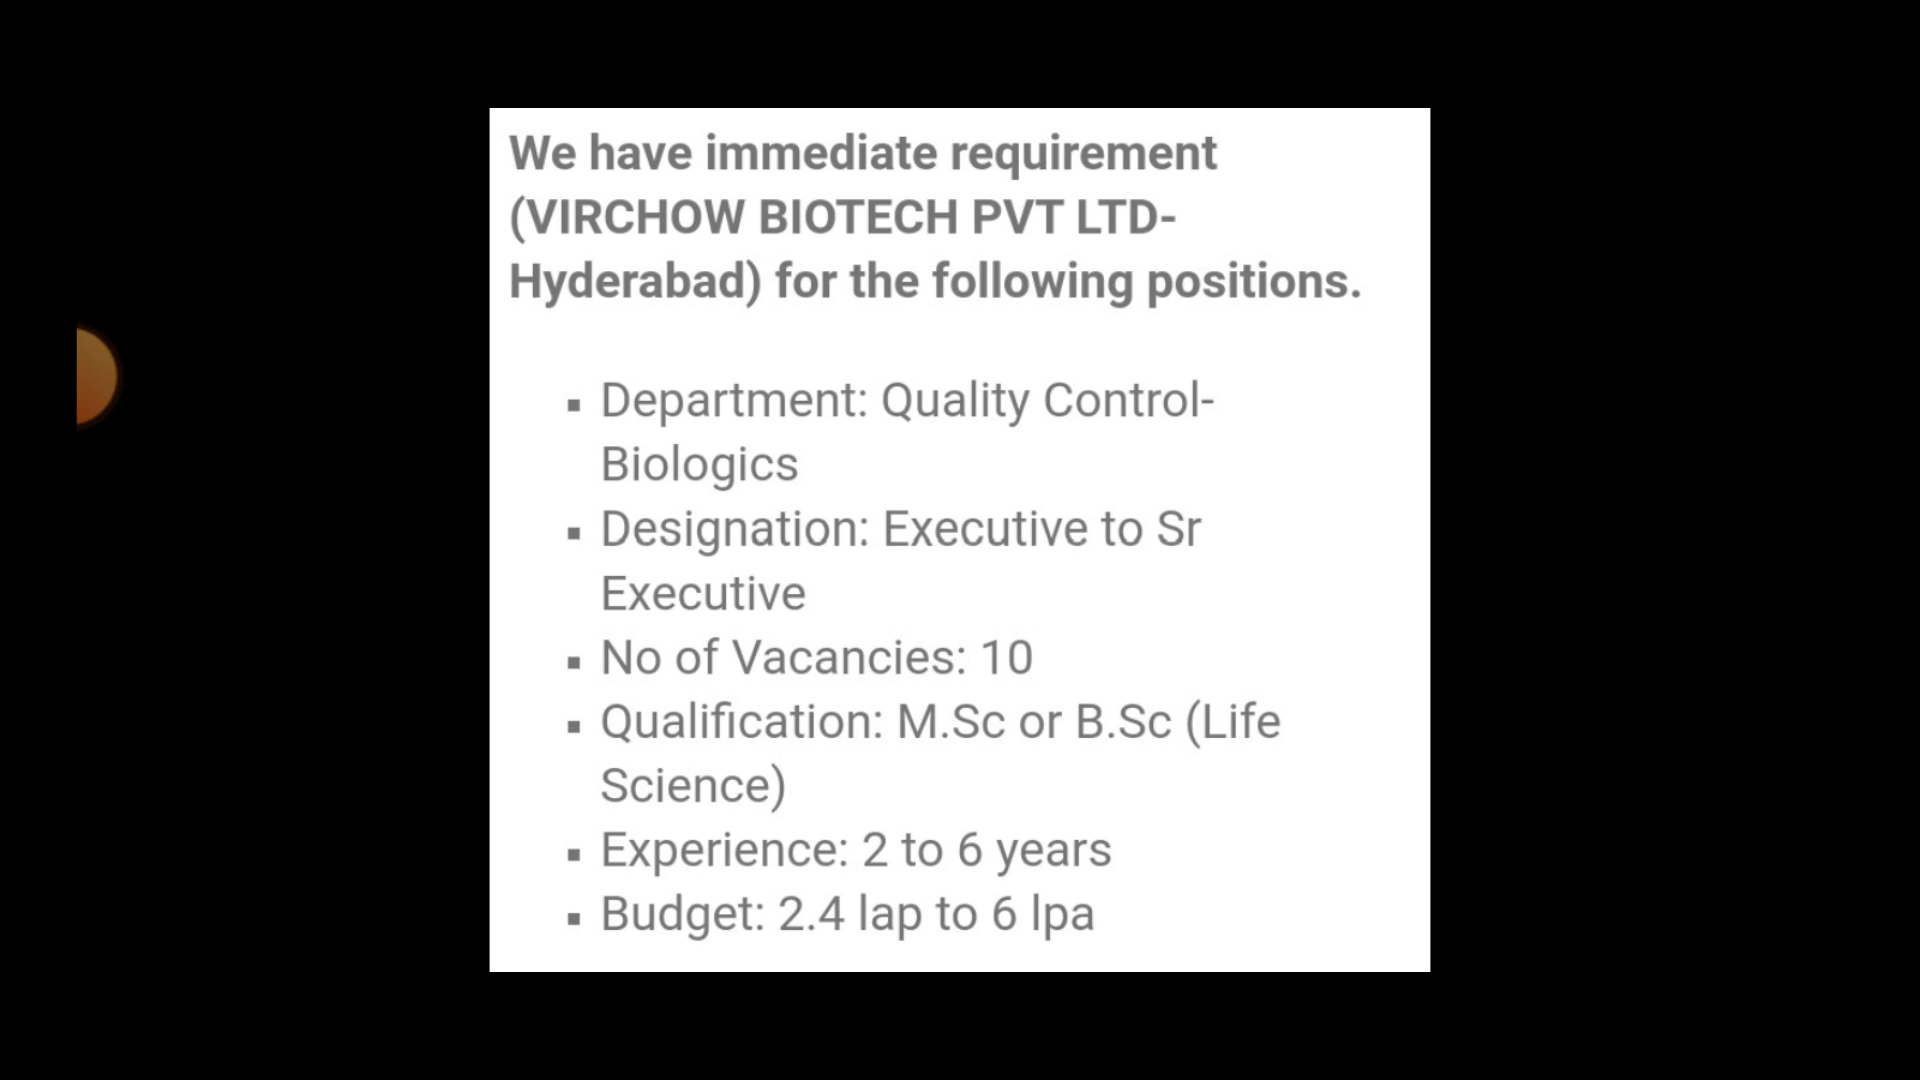 We have immediate requirement
(VIRCHOW BIOTECH PVT LTD-
Hyderabad) for the following positions.
▪ Department: Quality Control-
Biologics
▪ Designation: Executive to Sr
Executive
▪ No of Vacancies: 10
▪ Qualification: M.Sc or B.Sc (Life
Science)
▪ Experience: 2 to 6 years
▪ Budget: 2.4 lap to 6 lpa